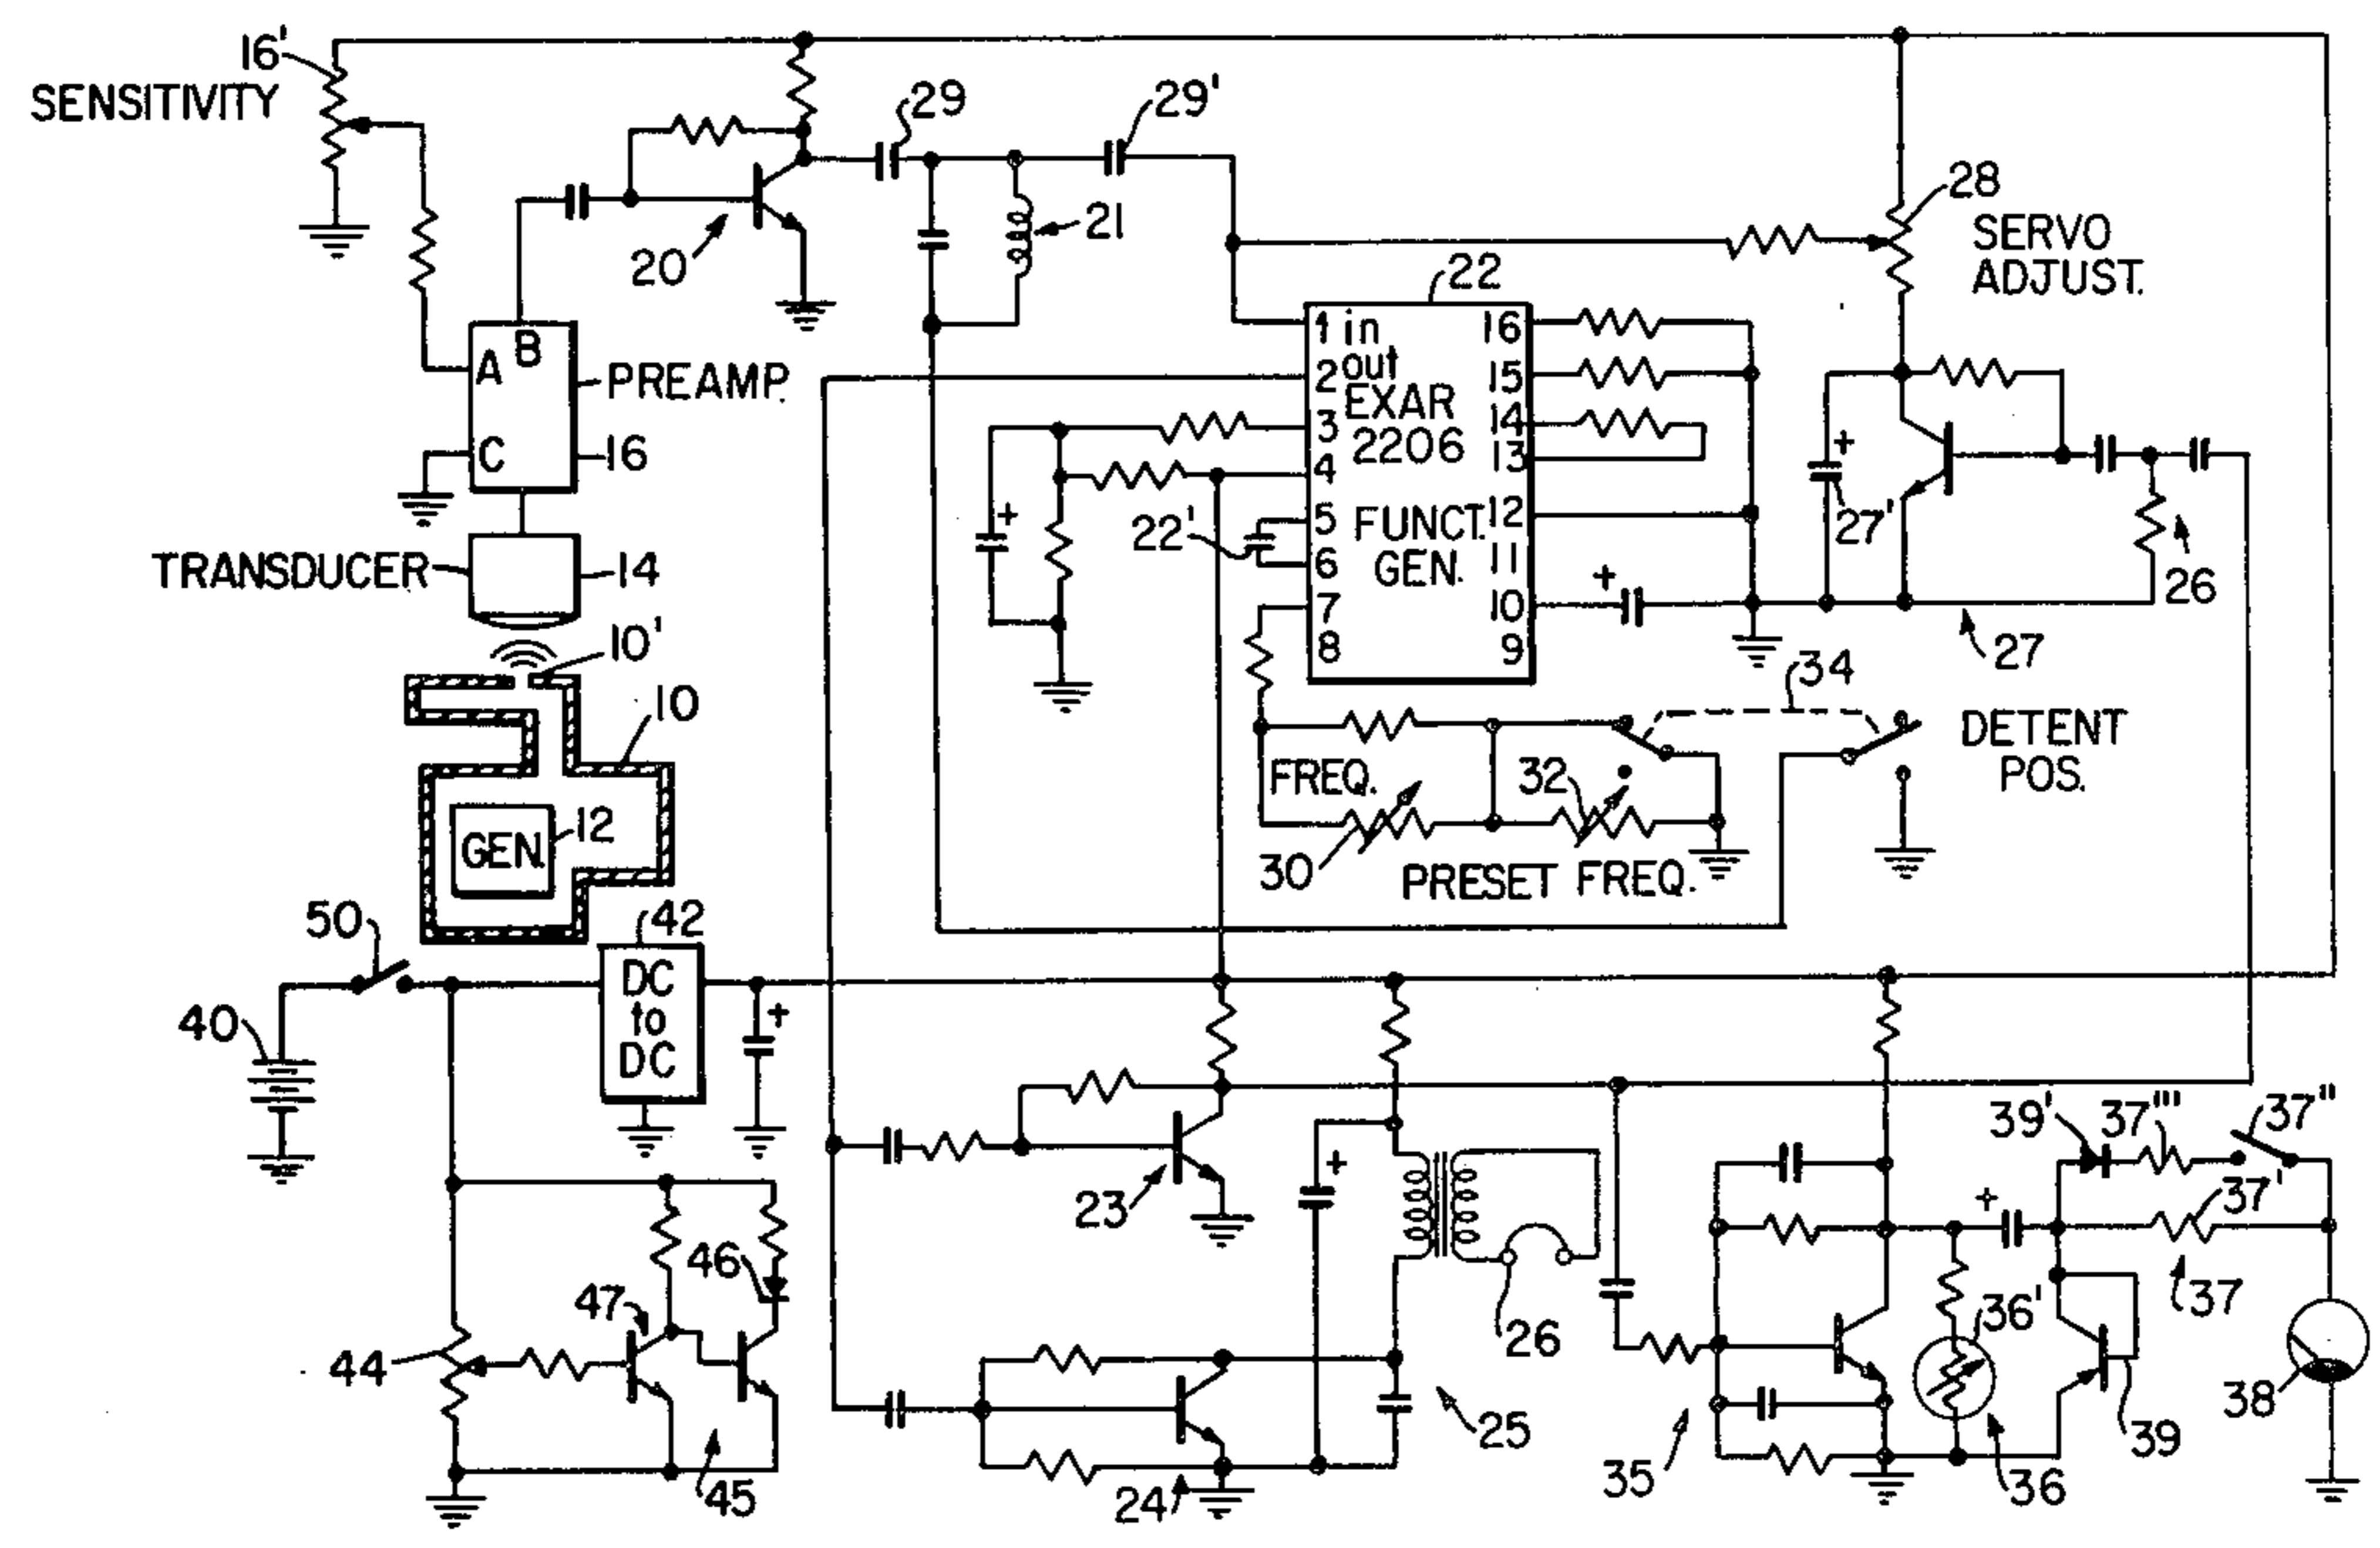 16'
SENSITIVITY
29
29'
20
21
28
SERVO
ADJUST.
22
1 in
16
2 out
15
EXAR
3
14
2206
4
13
5
FUNCT.
12
6
GEN.
11
7
10
8
9
22'
+
+
+
27'
26
27
A
B
C
PREAMP.
16
TRANSDUCER
14
10'
10
GEN.
12
34
DETENT
POS.
FREQ.
32
30
PRESET FREQ.
50
42
DC
to
DC
+
40
23
+
26
39'
37'''
37''
37'
+
37
46
47
44
45
24
25
35
36'
36
39
38